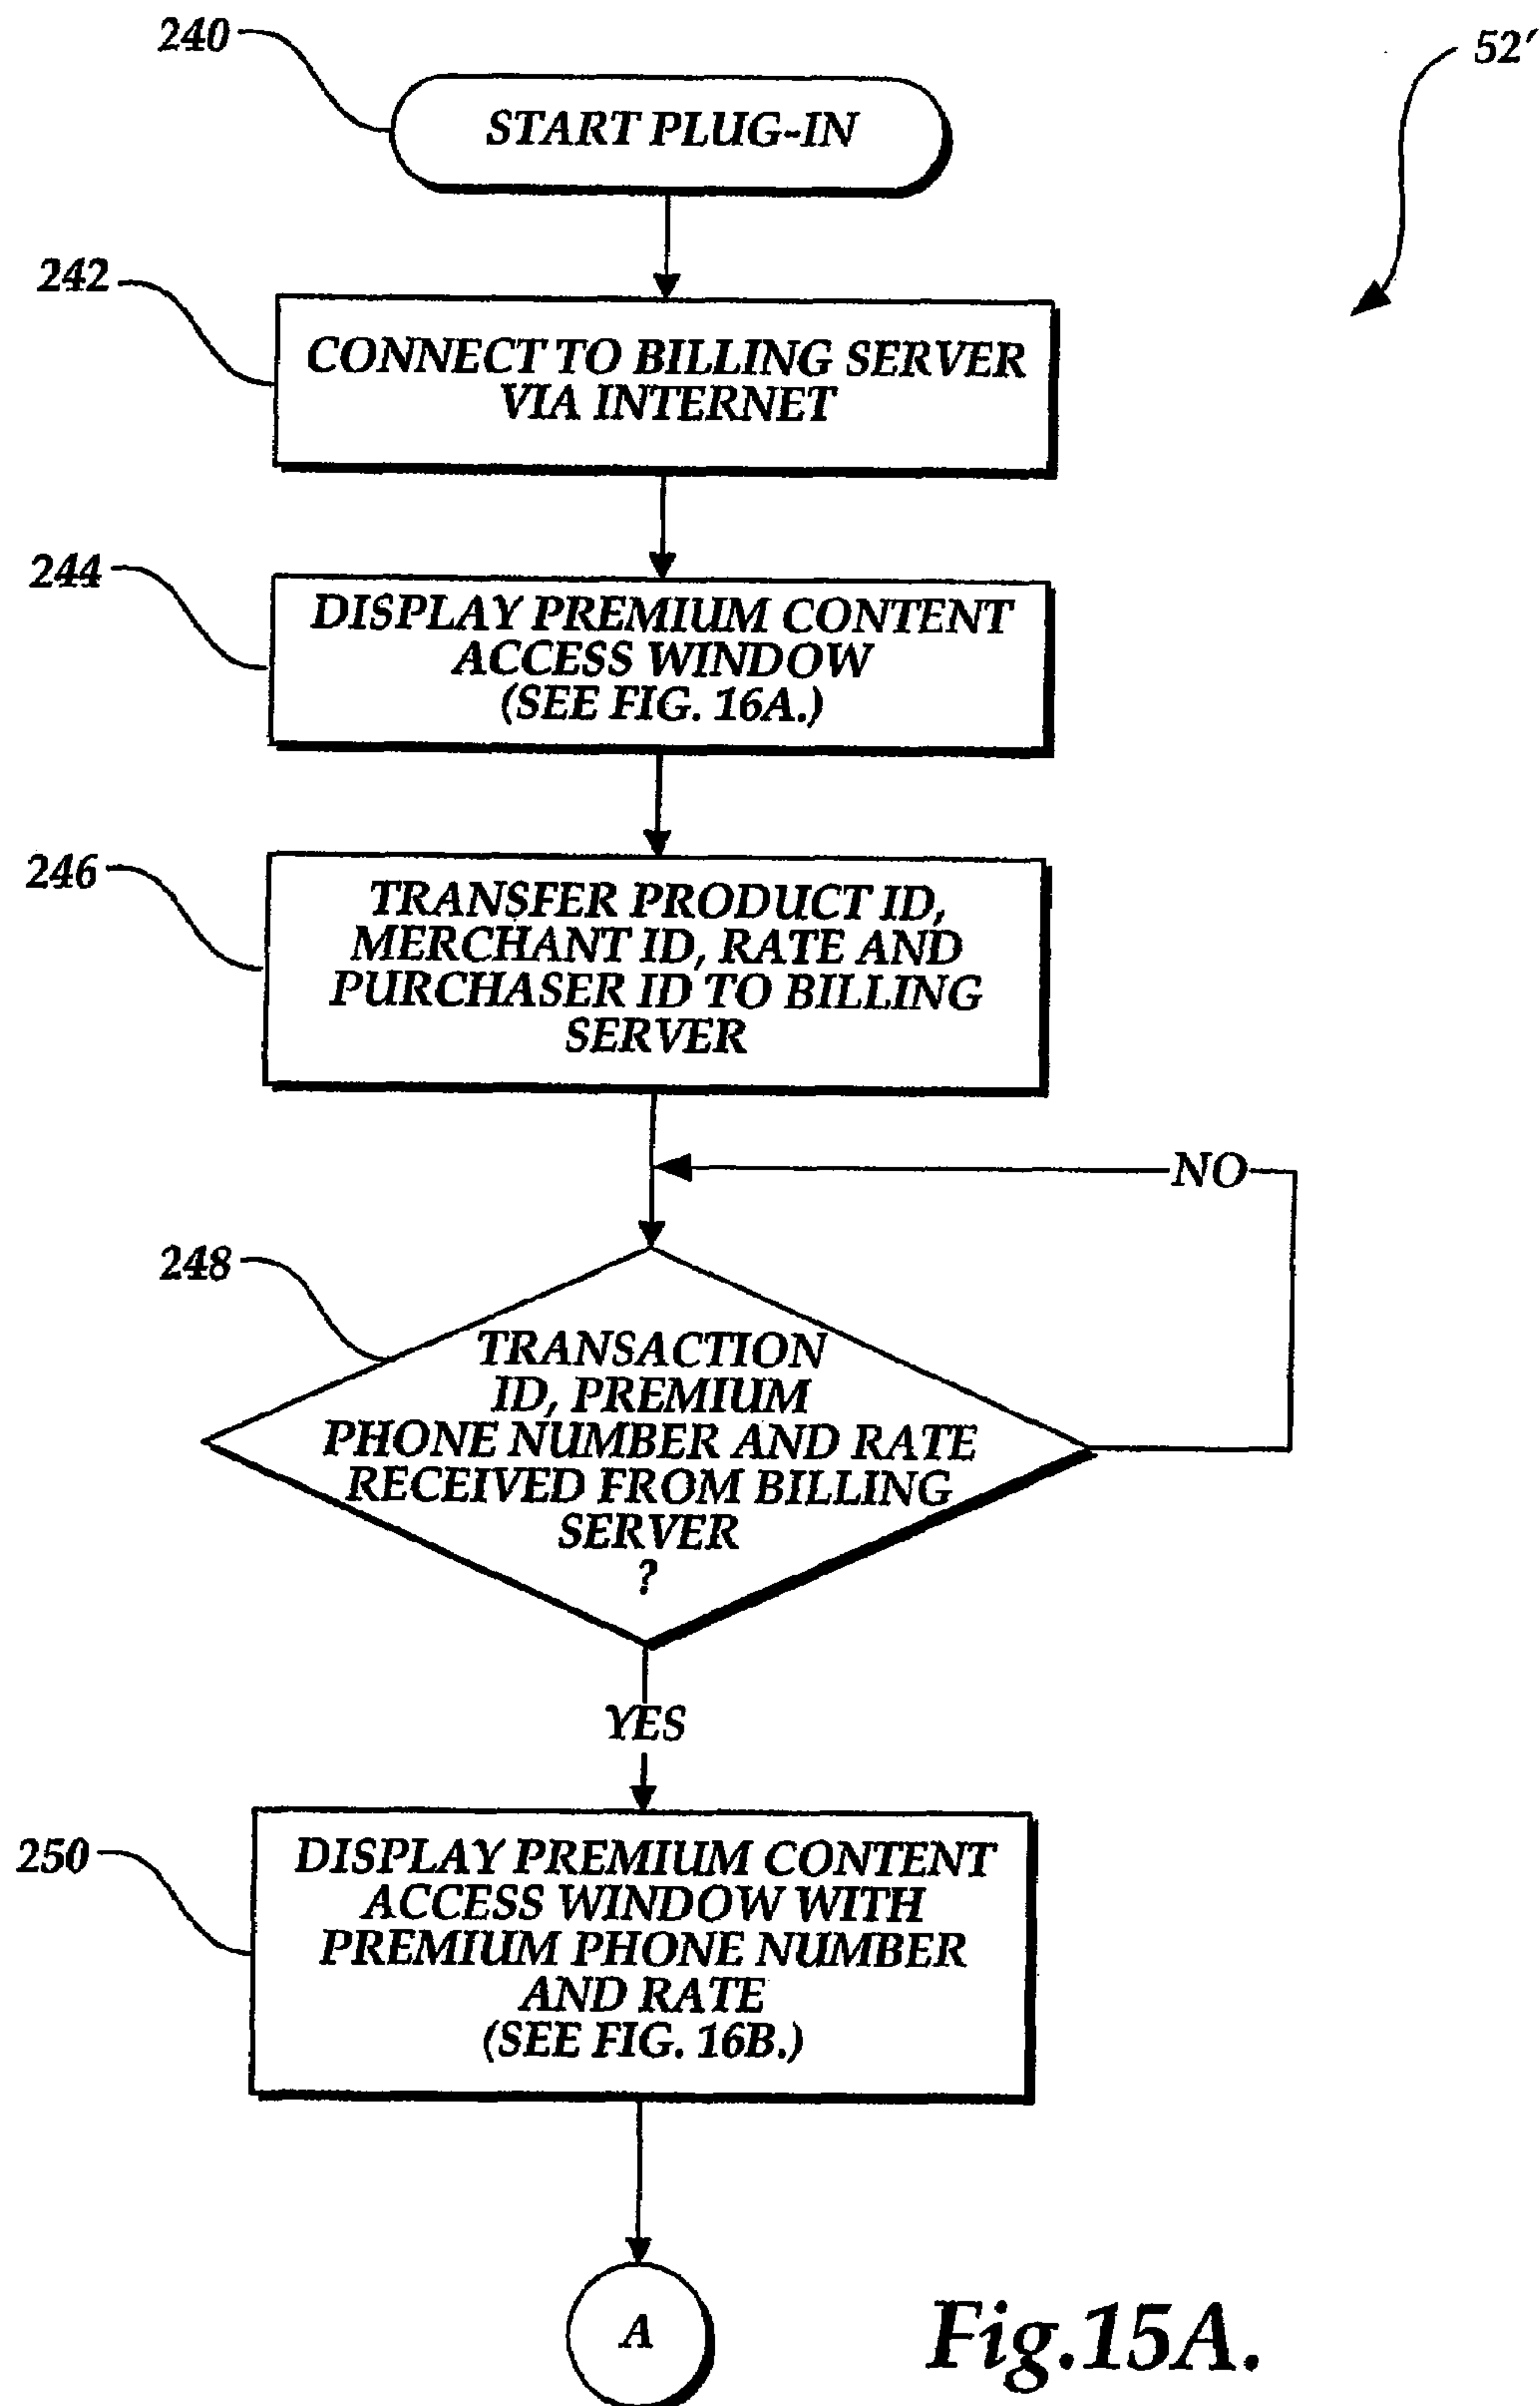 240
52'
START PLUG-IN
242
CONNECT TO BILLING SERVER
VIA INTERNET
244
DISPLAY PREMIUM CONTENT
ACCESS WINDOW
(SEE FIG. 16A.)
246
TRANSFER PRODUCT ID,
MERCHANT ID, RATE AND
PURCHASER ID TO BILLING
SERVER
NO
248
TRANSACTION
ID, PREMIUM
PHONE NUMBER AND RATE
RECEIVED FROM BILLING
SERVER
?
YES
250
DISPLAY PREMIUM CONTENT
ACCESS WINDOW WITH
PREMIUM PHONE NUMBER
AND RATE
(SEE FIG. 16B.)
A
Fig.15A.